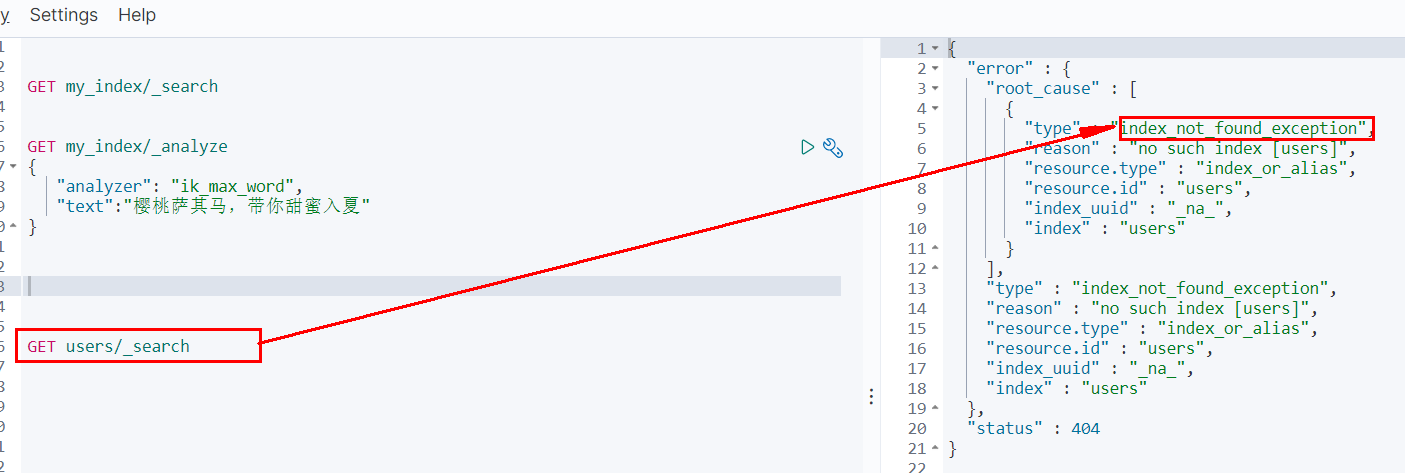 y Settings Help
1
2
3 GET my_index/_search
4
5
6 GET my_index/_analyze
7 {
8 "analyzer": "ik_max_word",
9 "text":"樱桃萨其马，带你甜蜜入夏"
0 }
1
2
3
4
5
6 GET users/_search
7
8
9
0
1
2
1 {
2 "error" : {
3 "root_cause" : [
4 {
5 "type" "index_not_found_exception",
6 "reason" : "no such index [users]",
7 "resource.type" : "index_or_alias",
8 "resource.id" : "users",
9 "index_uuid" : "_na_",
10 "index" : "users"
11 }
12 ],
13 "type" : "index_not_found_exception",
14 "reason" : "no such index [users]",
15 "resource.type" : "index_or_alias",
16 "resource.id" : "users",
17 "index_uuid" : "_na_",
18 "index" : "users"
19 },
20 "status" : 404
21 }
22